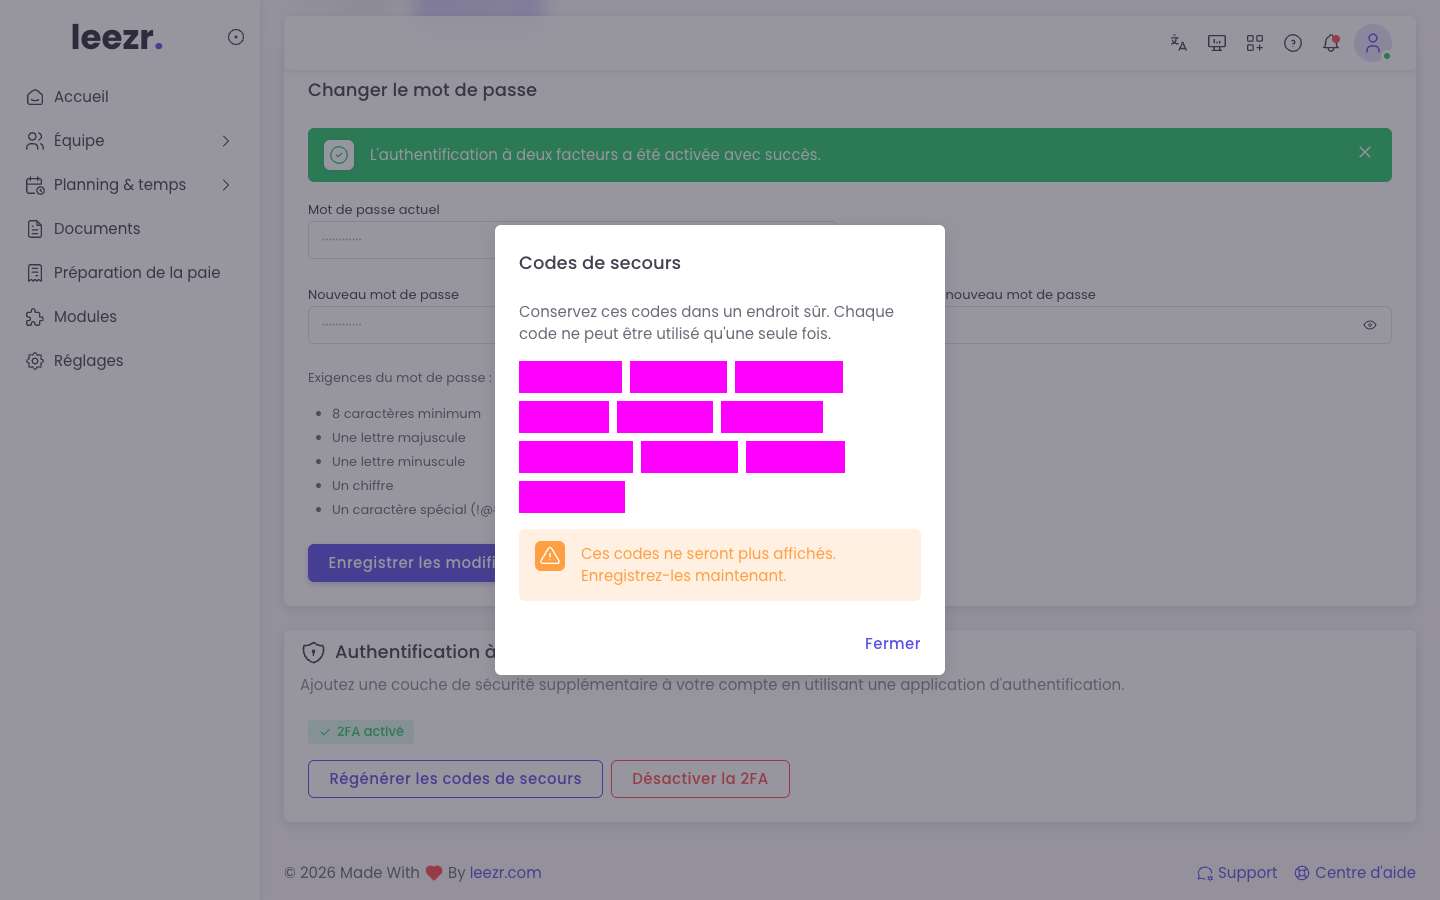 leezr.
Accueil
Équipe
Planning & temps
Documents
Préparation de la paie
Modules
Réglages
Changer le mot de passe
L'authentification à deux facteurs a été activée avec succès.
Mot de passe actuel
Nouveau mot de passe
nouveau mot de passe
Exigences du mot de passe :
8 caractères minimum
Une lettre majuscule
Une lettre minuscule
Un chiffre
Un caractère spécial (!@
Enregistrer les modifi
Codes de secours
Conservez ces codes dans un endroit sûr. Chaque
code ne peut être utilisé qu'une seule fois.
Ces codes ne seront plus affichés.
Enregistrez-les maintenant.
Fermer
Authentification à
Ajoutez une couche de sécurité supplémentaire à votre compte en utilisant une application d'authentification.
2FA activé
Régénérer les codes de secours
Désactiver la 2FA
© 2026 Made With By leezr.com
Support
Centre d'aide